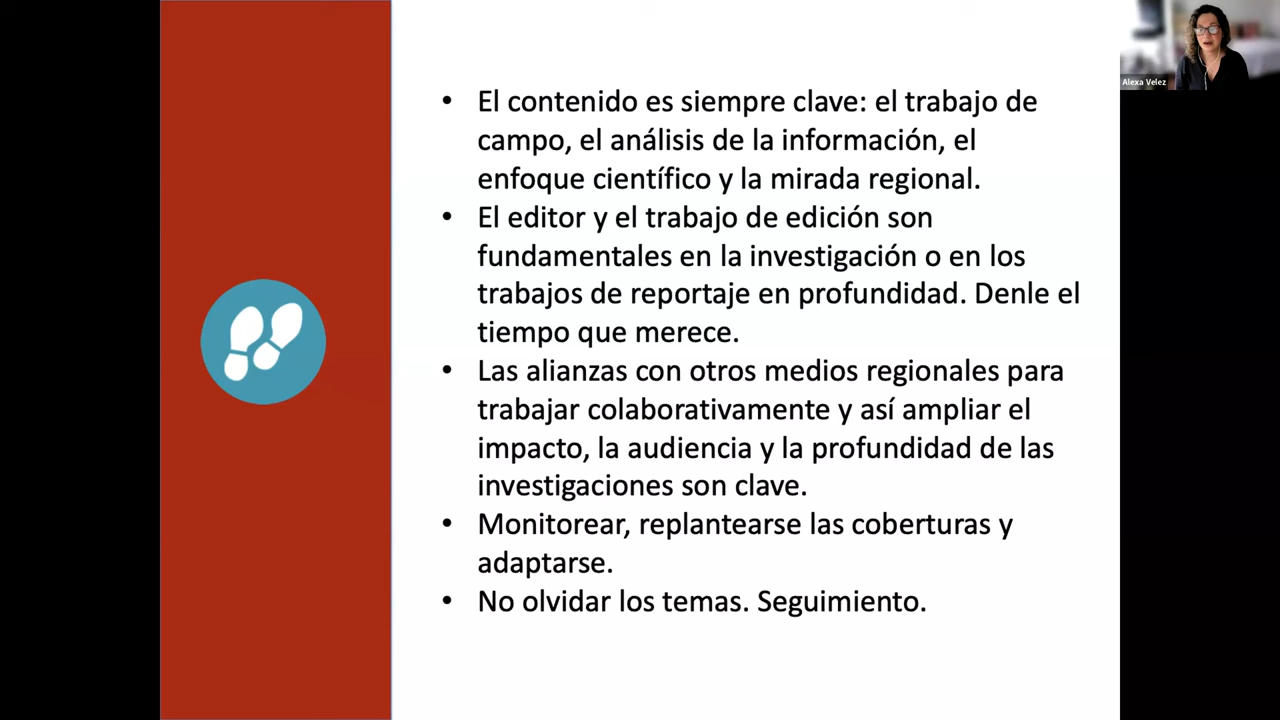 • El contenido es siempre clave: el trabajo de
campo, el análisis de la información, el
enfoque científico y la mirada regional.
• El editor y el trabajo de edición son
fundamentales en la investigación o en los
trabajos de reportaje en profundidad. Denle el
tiempo que merece.
• Las alianzas con otros medios regionales para
trabajar colaborativamente y así ampliar el
impacto, la audiencia y la profundidad de las
investigaciones son clave.
• Monitorear, replantearse las coberturas y
adaptarse.
• No olvidar los temas. Seguimiento.
Alexa Velez